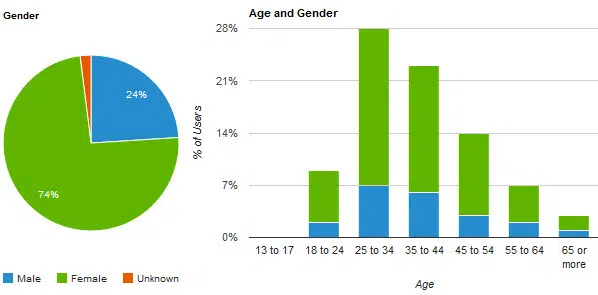 Gender
24%
74%
Male
Female
Unknown
Age and Gender
% of Users
28%
21%
14%
7%
0%
13 to 17
18 to 24
25 to 34
35 to 44
45 to 54
55 to 64
65 or
more
Age